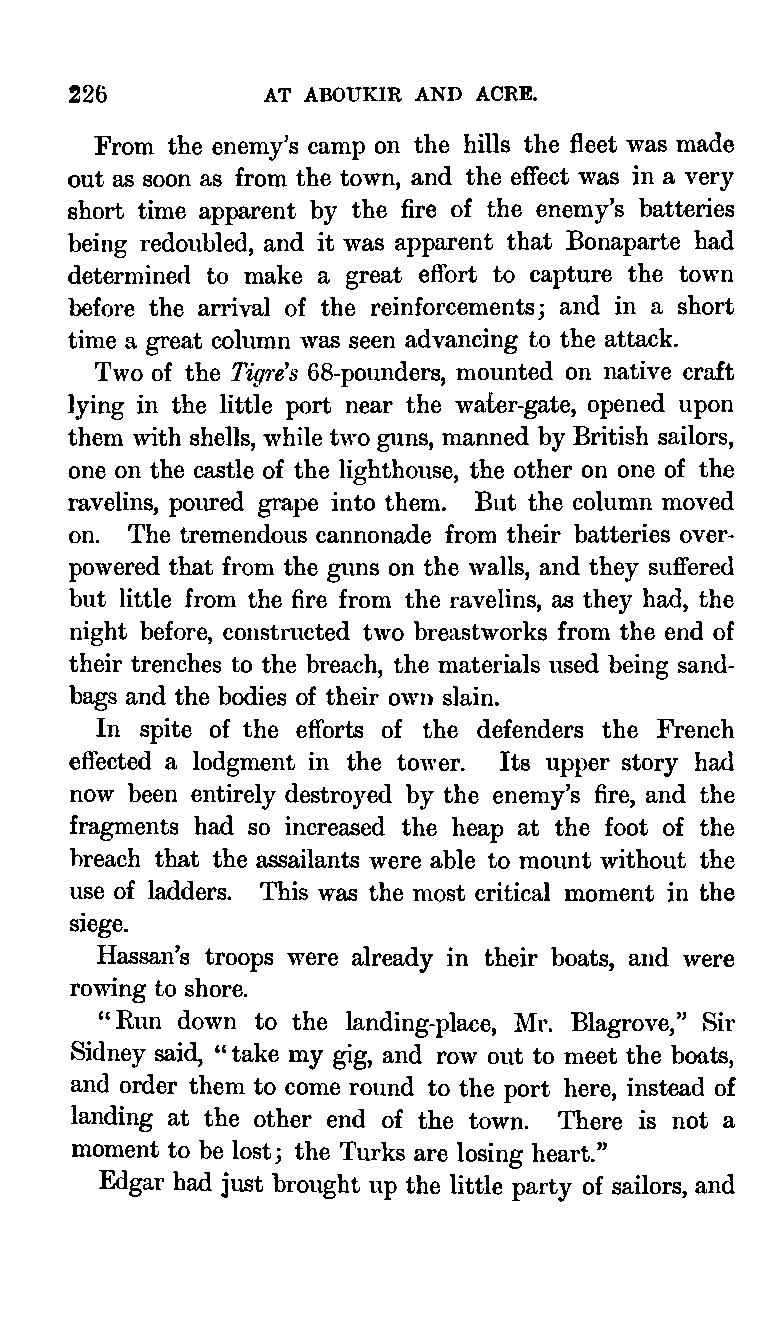 226 AT ABOUKIR AND ACRE.
From the enemy's camp on the hills the fleet was made
out as soon as from the town, and the effect was in a very
short time apparent by the fire of the enemy's batteries
being redoubled, and it was apparent that Bonaparte had
determined to make a great effort to capture the town
before the arrival of the reinforcements; and in a short
time a great column was seen advancing to the attack.
Two of the Tigre's 68-pounders, mounted on native craft
lying in the little port near the water-gate, opened upon
them with shells, while two guns, manned by British sailors,
one on the castle of the lighthouse, the other on one of the
ravelins, poured grape into them. But the column moved
on. The tremendous cannonade from their batteries over-
powered that from the guns on the walls, and they suffered
but little from the fire from the ravelins, as they had, the
night before, constructed two breastworks from the end of
their trenches to the breach, the materials used being sand-
bags and the bodies of their own slain.
In spite of the efforts of the defenders the French
effected a lodgment in the tower. Its upper story had
now been entirely destroyed by the enemy's fire, and the
fragments had so increased the heap at the foot of the
breach that the assailants were able to mount without the
use of ladders. This was the most critical moment in the
siege.
Hassan's troops were already in their boats, and were
rowing to shore.
"Run down to the landing-place, Mr. Blagrove," Sir
Sidney said, "take my gig, and row out to meet the boats,
and order them to come round to the port here, instead of
landing at the other end of the town. There is not a
moment to be lost; the Turks are losing heart."
Edgar had just brought up the little party of sailors, and